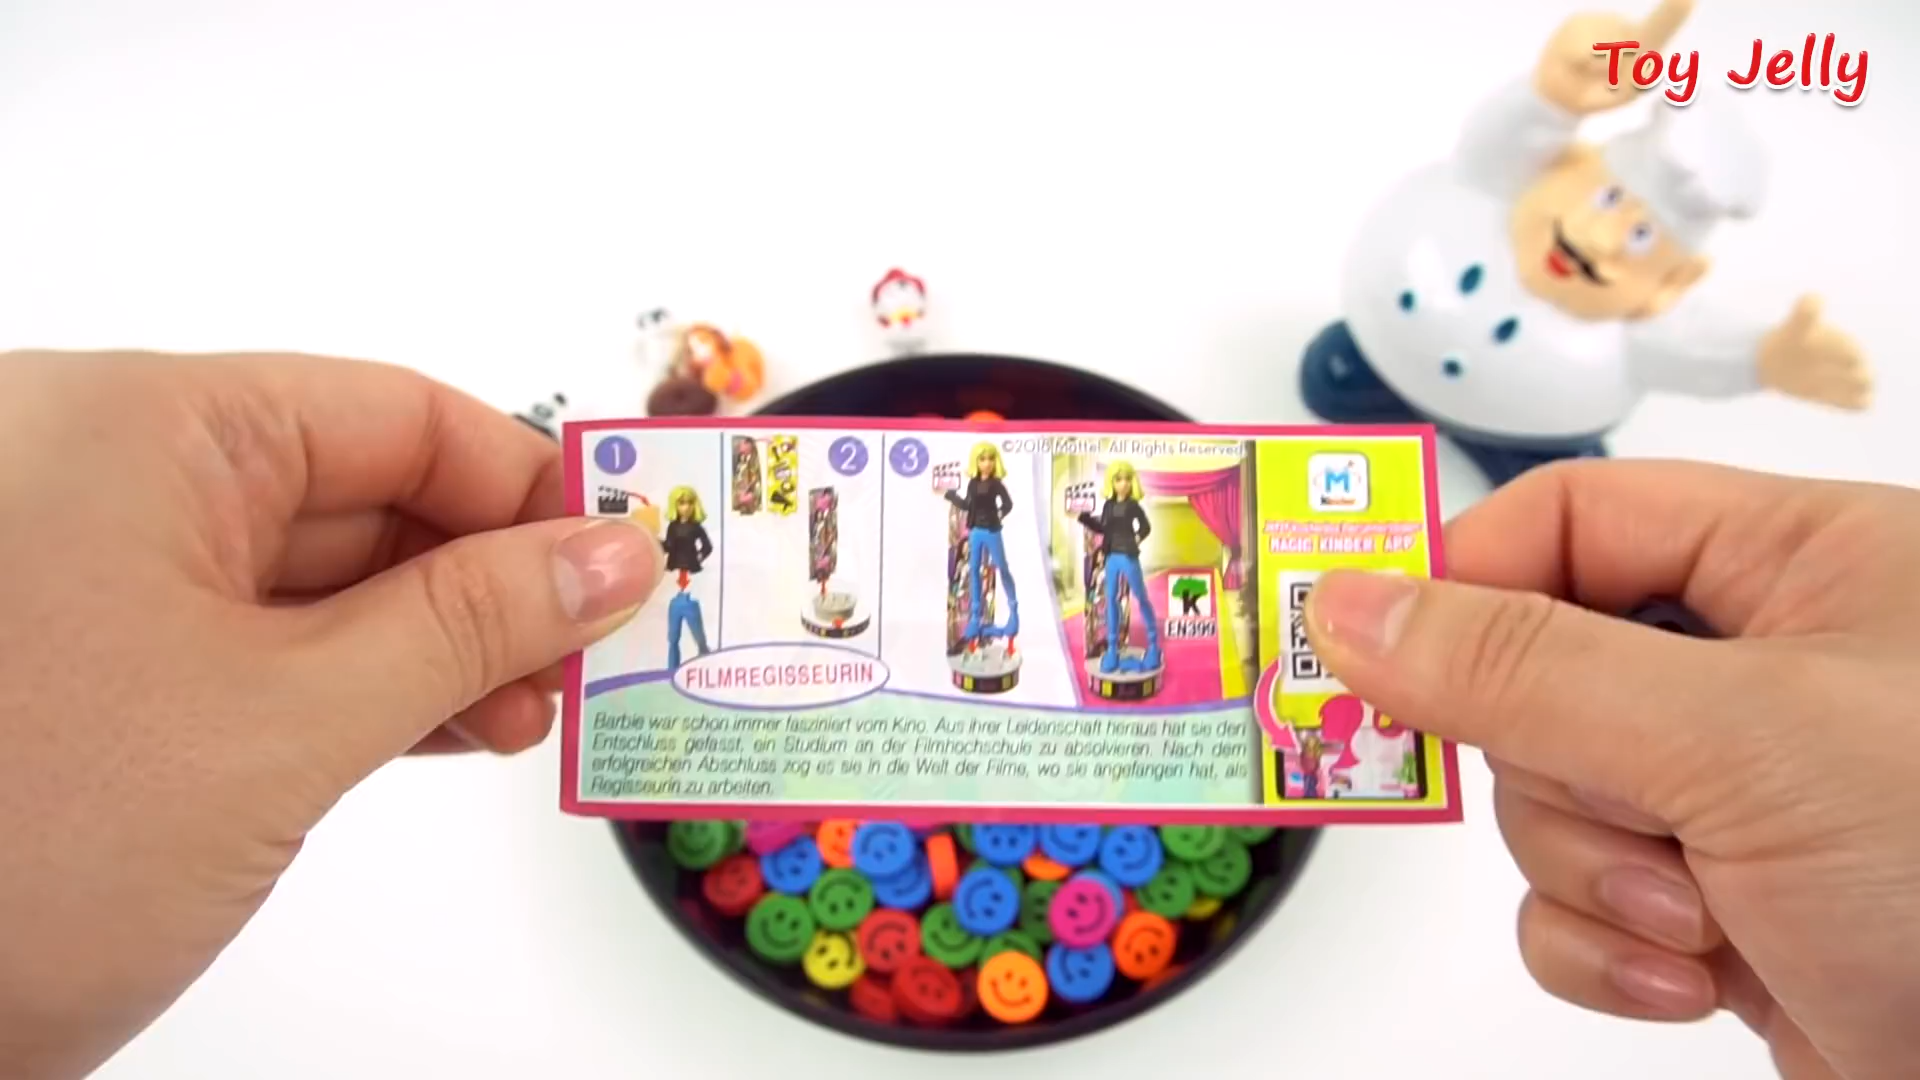 Toy Jelly
1
2
3
©2016 Mattel. All Rights Reserved
FILMREGISSEURIN
K
EN399
Barbie war schon immer fasziniert vom Kino. Aus ihrer Leidenschaft heraus hat sie den
Entschluss gefasst, ein Studium an der Filmhochschule zu absolvieren. Nach dem
erfolgreichen Abschluss zog es sie in die Welt der Filme, wo sie angefangen hat, als
Regisseurin zu arbeiten.
M
Kinder
MAGIC KINDER APP